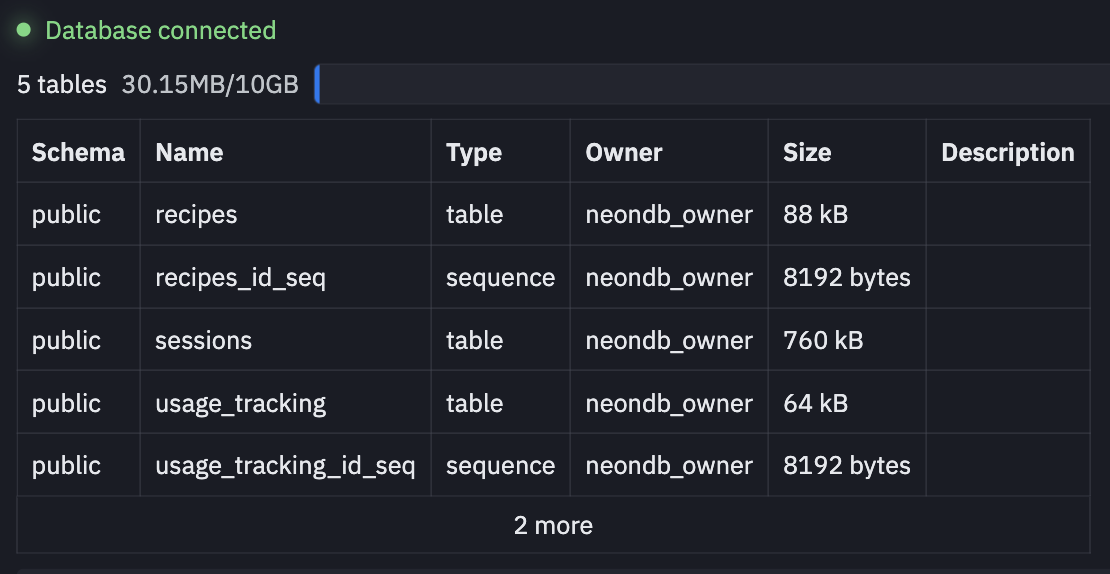 Database connected
5 tables 30.15MB/10GB
Schema Name Type Owner Size Description
public recipes table neondb_owner 88 kB
public recipes_id_seq sequence neondb_owner 8192 bytes
public sessions table neondb_owner 760 kB
public usage_tracking table neondb_owner 64 kB
public usage_tracking_id_seq sequence neondb_owner 8192 bytes
2 more